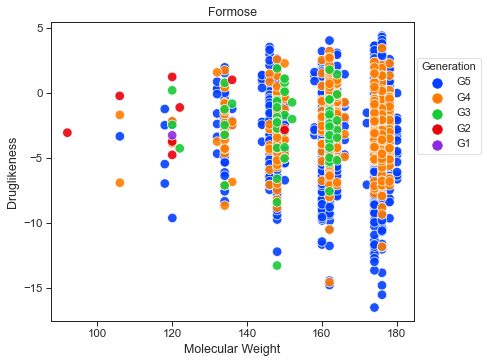 Formose
Druglikeness
5
0
−5
−10
−15
100
120
140
160
180
Molecular Weight
Generation
G5
G4
G3
G2
G1